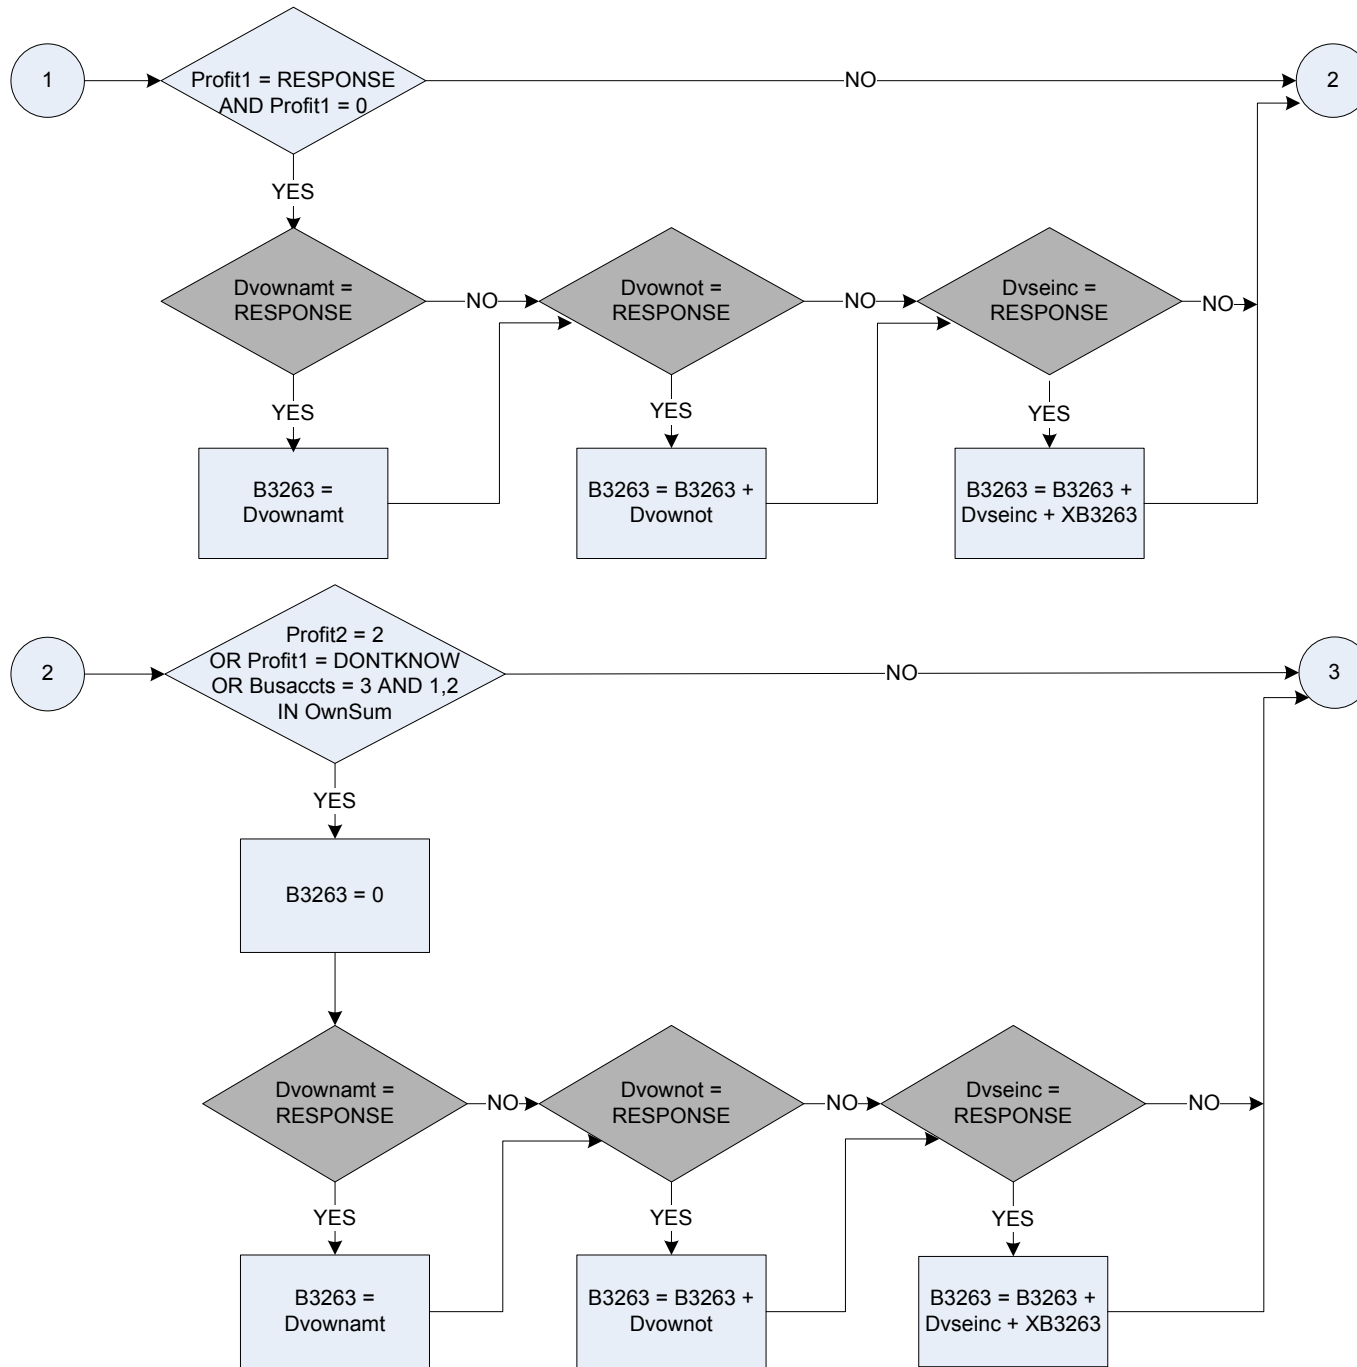 1
Profit1 = RESPONSE
AND Profit1 = 0
NO
2
YES
Dvownamt =
RESPONSE
NO
Dvownot =
RESPONSE
NO
Dvseinc =
RESPONSE
NO
YES
YES
YES
B3263 =
Dvownamt
B3263 = B3263 +
Dvownot
B3263 = B3263 +
Dvseinc + XB3263
2
Profit2 = 2
OR Profit1 = DONTKNOW
OR Busaccts = 3 AND 1,2
IN OwnSum
NO
3
YES
B3263 = 0
Dvownamt =
RESPONSE
NO
Dvownot =
RESPONSE
NO
Dvseinc =
RESPONSE
NO
YES
YES
YES
B3263 =
Dvownamt
B3263 = B3263 +
Dvownot
B3263 = B3263 +
Dvseinc + XB3263